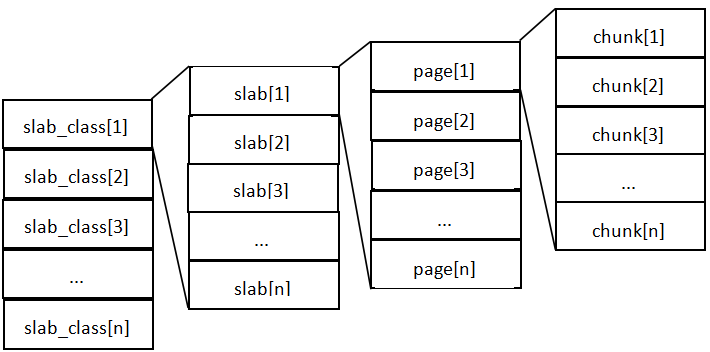 slab_class[1]
slab_class[2]
slab_class[3]
...
slab_class[n]
slab[1]
slab[2]
slab[3]
...
slab[n]
page[1]
page[2]
page[3]
...
page[n]
chunk[1]
chunk[2]
chunk[3]
...
chunk[n]